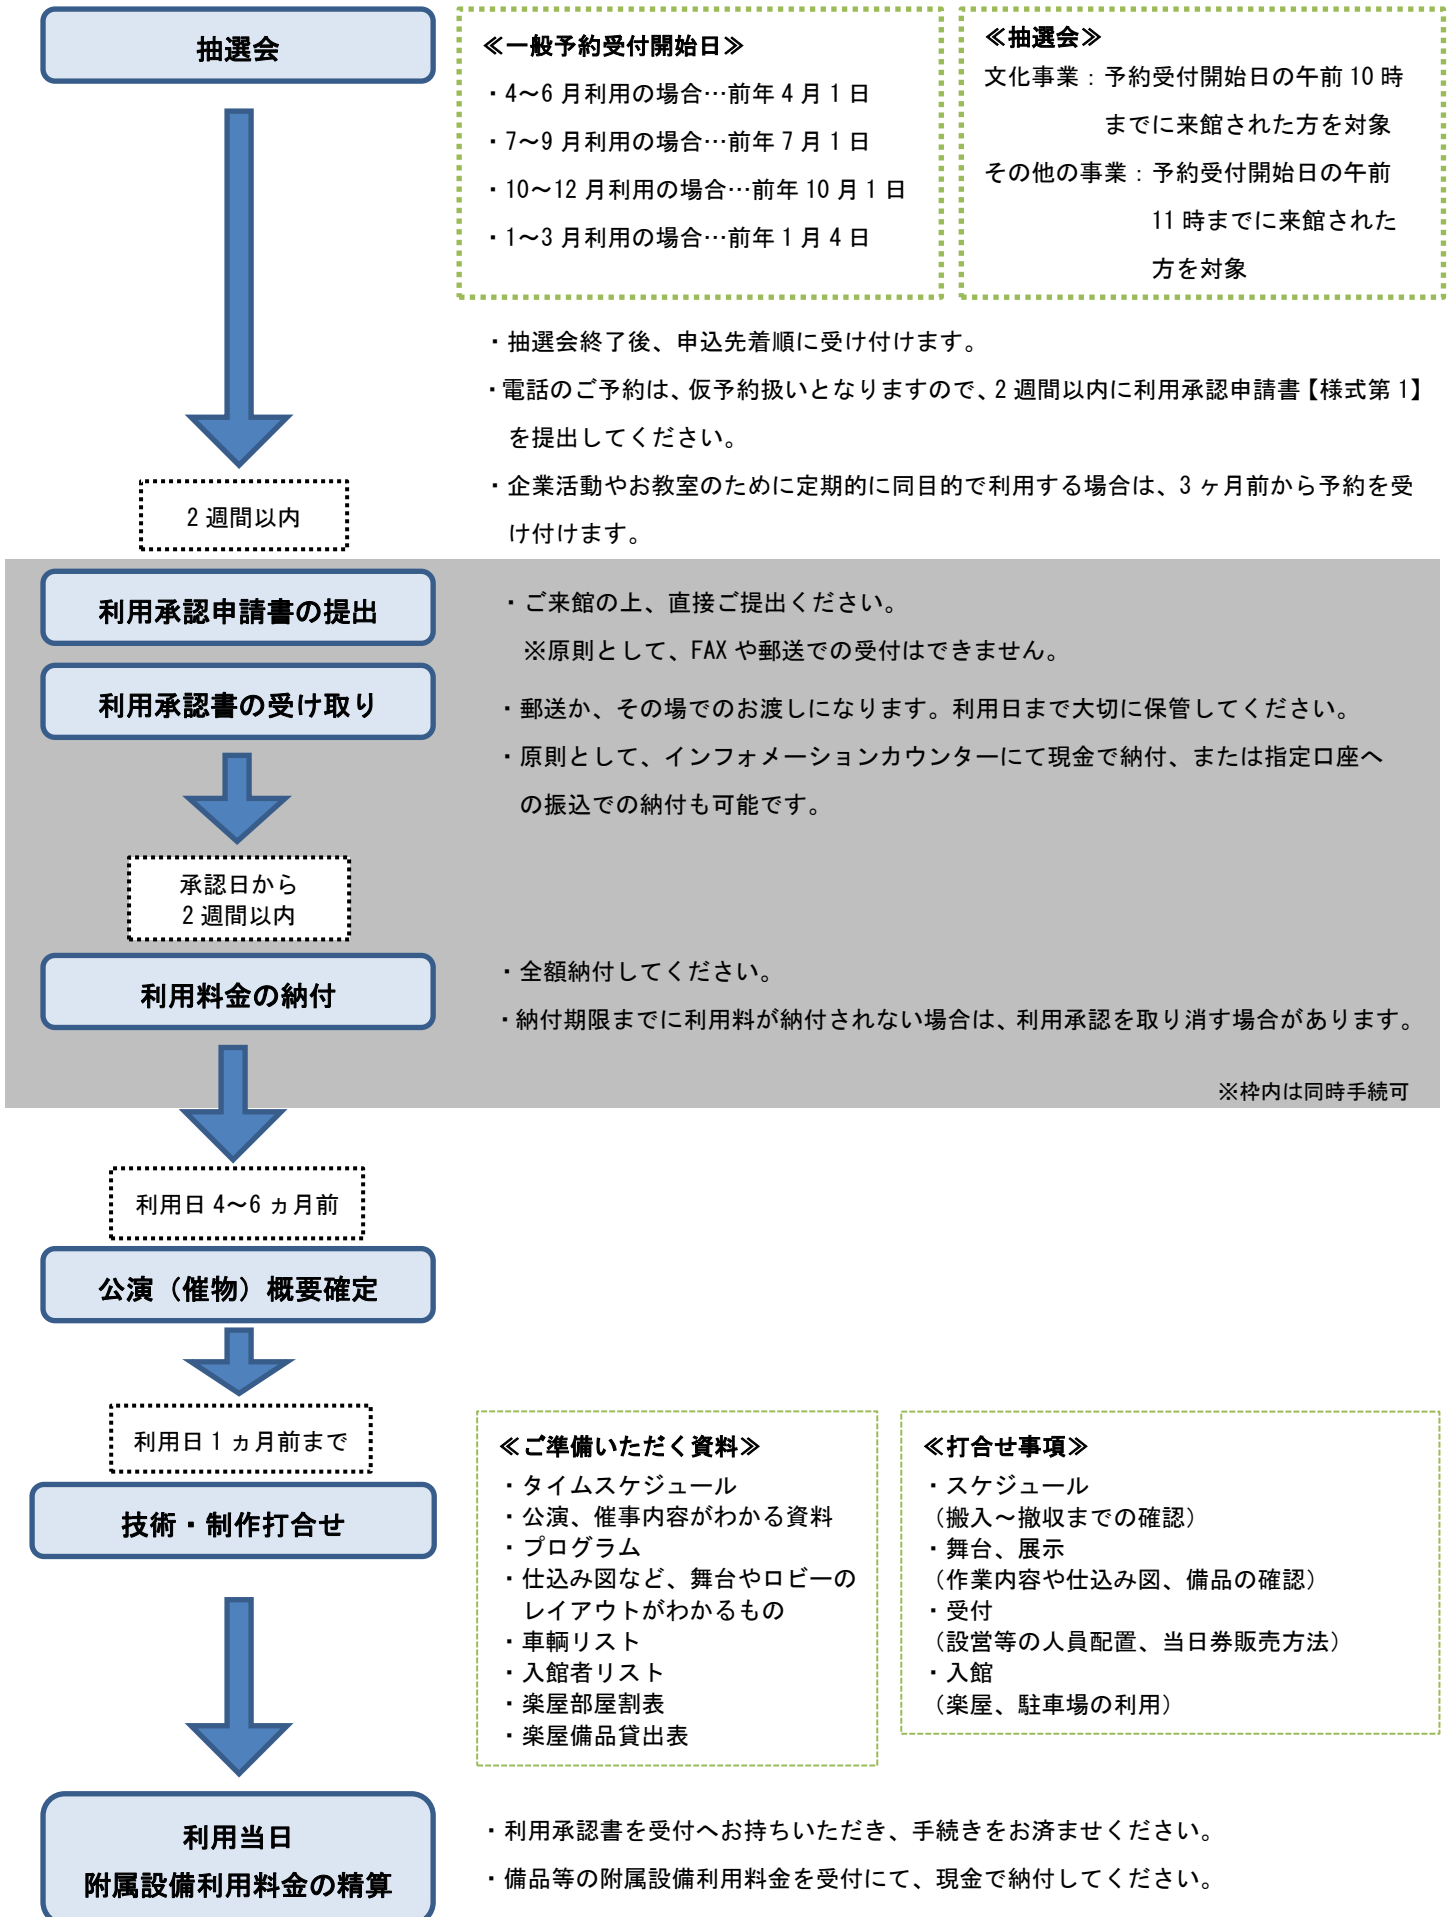 抽選会
≪一般予約受付開始日≫
・4～6 月利用の場合…前年 4 月 1 日
・7～9 月利用の場合…前年 7 月 1 日
・10～12 月利用の場合…前年 10 月 1 日
・1～3 月利用の場合…前年 1 月 4 日
≪抽選会≫
文化事業：予約受付開始日の午前 10 時
までに来館された方を対象
その他の事業：予約受付開始日の午前
11 時までに来館された
方を対象
・抽選会終了後、申込先着順に受け付けます。
・電話のご予約は、仮予約扱いとなりますので、2 週間以内に利用承認申請書【様式第 1】
を提出してください。
・企業活動やお教室のために定期的に同目的で利用する場合は、3 ヶ月前から予約を受
け付けます。
2 週間以内
利用承認申請書の提出
・ご来館の上、直接ご提出ください。
※原則として、FAX や郵送での受付はできません。
利用承認書の受け取り
・郵送か、その場でのお渡しになります。利用日まで大切に保管してください。
・原則として、インフォメーションカウンターにて現金で納付、または指定口座へ
の振込での納付も可能です。
承認日から
2 週間以内
利用料金の納付
・全額納付してください。
・納付期限までに利用料が納付されない場合は、利用承認を取り消す場合があります。
※枠内は同時手続可
利用日 4～6 ヵ月前
公演（催物）概要確定
利用日 1 ヵ月前まで
技術・制作打合せ
≪ご準備いただく資料≫
・タイムスケジュール
・公演、催事内容がわかる資料
・プログラム
・仕込み図など、舞台やロビーの
レイアウトがわかるもの
・車輌リスト
・入館者リスト
・楽屋部屋割表
・楽屋備品貸出表
≪打合せ事項≫
・スケジュール
（搬入～撤収までの確認）
・舞台、展示
（作業内容や仕込み図、備品の確認）
・受付
（設営等の人員配置、当日券販売方法）
・入館
（楽屋、駐車場の利用）
利用当日
附属設備利用料金の精算
・利用承認書を受付へお持ちいただき、手続きをお済ませください。
・備品等の附属設備利用料金を受付にて、現金で納付してください。